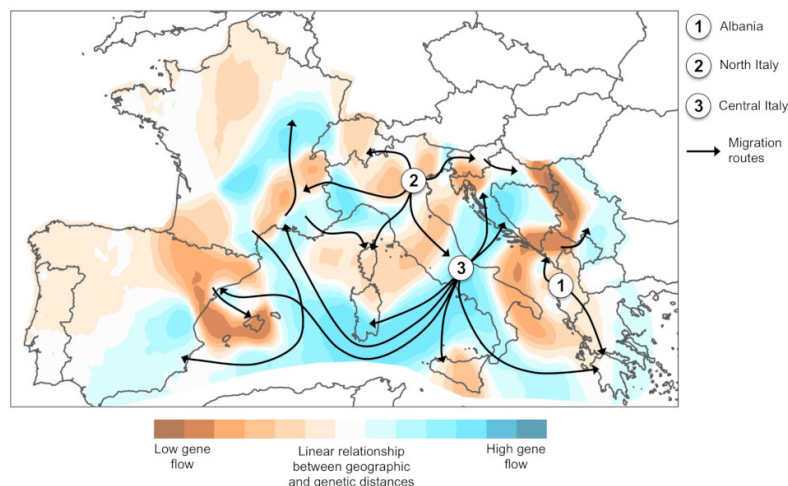 1 Albania
2 North Italy
3 Central Italy
Migration
routes
2
3
1
Low gene
flow
Linear relationship
between geographic
and genetic distances
High gene
flow